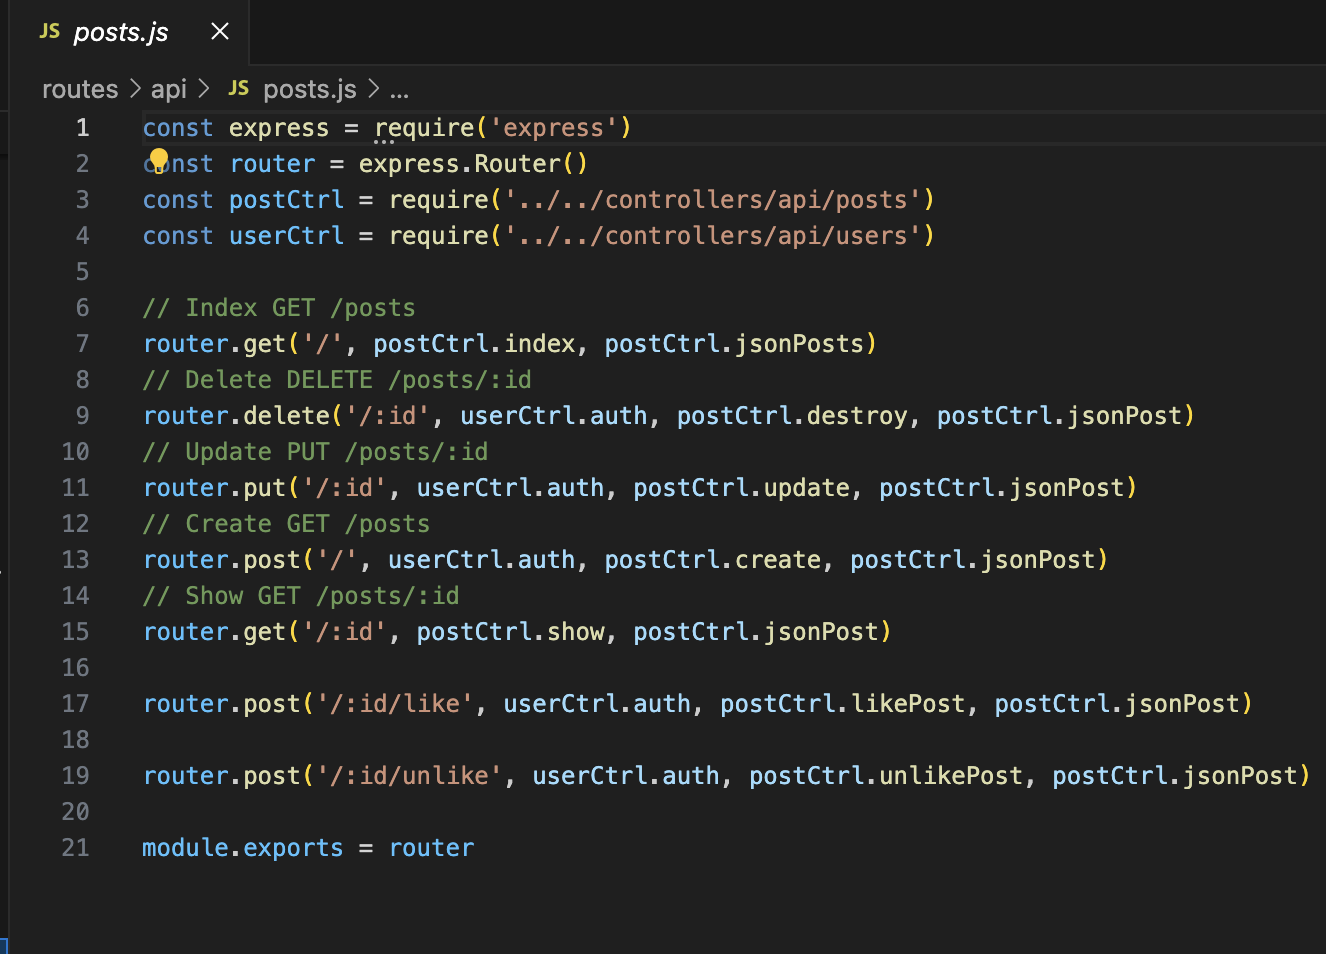 JS posts.js ×
routes > api > JS posts.js > ...
1 const express = require('express')
2 const router = express.Router()
3 const postCtrl = require('../../controllers/api/posts')
4 const userCtrl = require('../../controllers/api/users')
5
6 // Index GET /posts
7 router.get('/', postCtrl.index, postCtrl.jsonPosts)
8 // Delete DELETE /posts/:id
9 router.delete('/:id', userCtrl.auth, postCtrl.destroy, postCtrl.jsonPost)
10 // Update PUT /posts/:id
11 router.put('/:id', userCtrl.auth, postCtrl.update, postCtrl.jsonPost)
12 // Create GET /posts
13 router.post('/', userCtrl.auth, postCtrl.create, postCtrl.jsonPost)
14 // Show GET /posts/:id
15 router.get('/:id', postCtrl.show, postCtrl.jsonPost)
16
17 router.post('/:id/like', userCtrl.auth, postCtrl.likePost, postCtrl.jsonPost)
18
19 router.post('/:id/unlike', userCtrl.auth, postCtrl.unlikePost, postCtrl.jsonPost)
20
21 module.exports = router